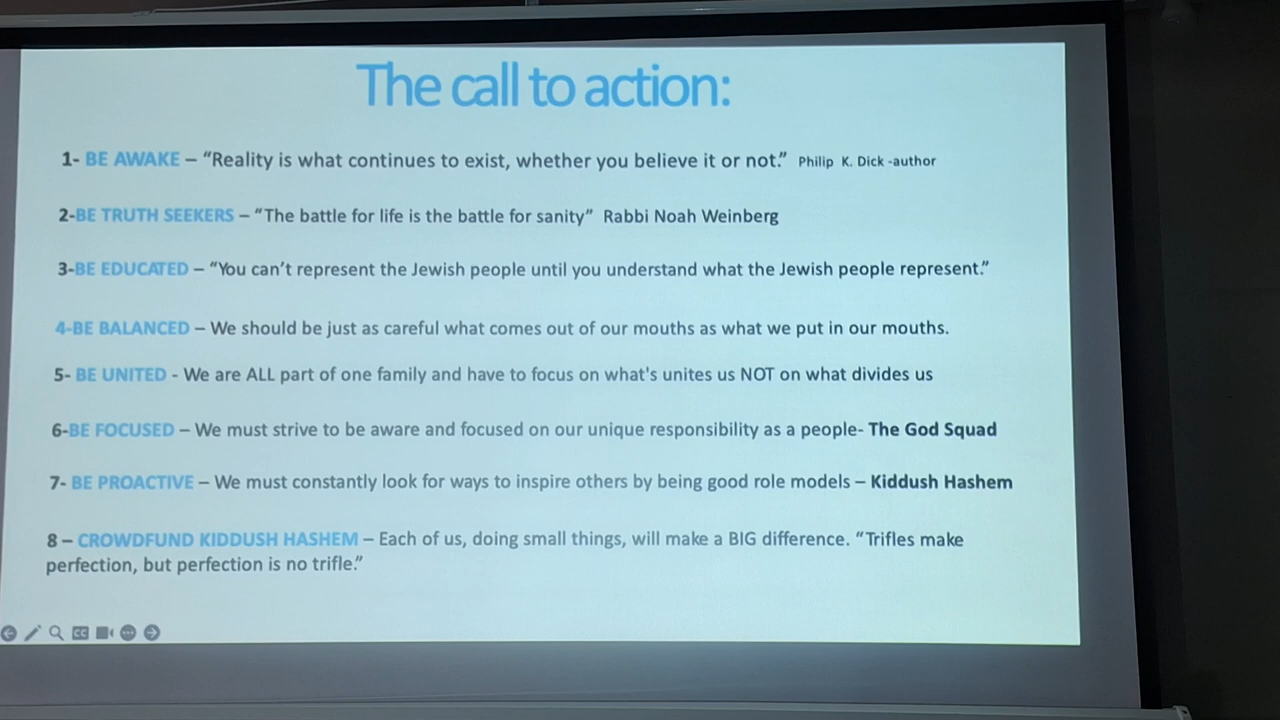 The call to action:
1- BE AWAKE – “Reality is what continues to exist, whether you believe it or not.” Philip K. Dick -author
2-BE TRUTH SEEKERS – “The battle for life is the battle for sanity” Rabbi Noah Weinberg
3-BE EDUCATED – “You can’t represent the Jewish people until you understand what the Jewish people represent.”
4-BE BALANCED – We should be just as careful what comes out of our mouths as what we put in our mouths.
5- BE UNITED - We are ALL part of one family and have to focus on what's unites us NOT on what divides us
6-BE FOCUSED – We must strive to be aware and focused on our unique responsibility as a people- The God Squad
7- BE PROACTIVE – We must constantly look for ways to inspire others by being good role models – Kiddush Hashem
8 – CROWDFUND KIDDUSH HASHEM – Each of us, doing small things, will make a BIG difference. “Trifles make
perfection, but perfection is no trifle.”
CC